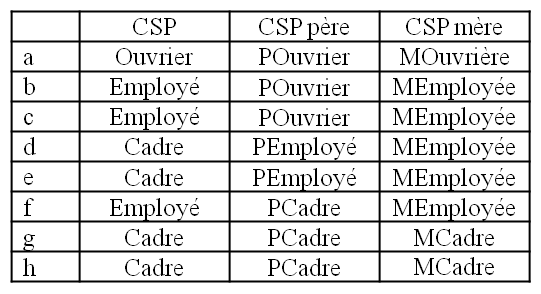 CSP CSP père CSP mère
a Ouvrier POuvrier MOuvrière
b Employé POuvrier MEmployée
c Employé POuvrier MEmployée
d Cadre PEmployé MEmployée
e Cadre PEmployé MEmployée
f Employé PCadre MEmployée
g Cadre PCadre MCadre
h Cadre PCadre MCadre